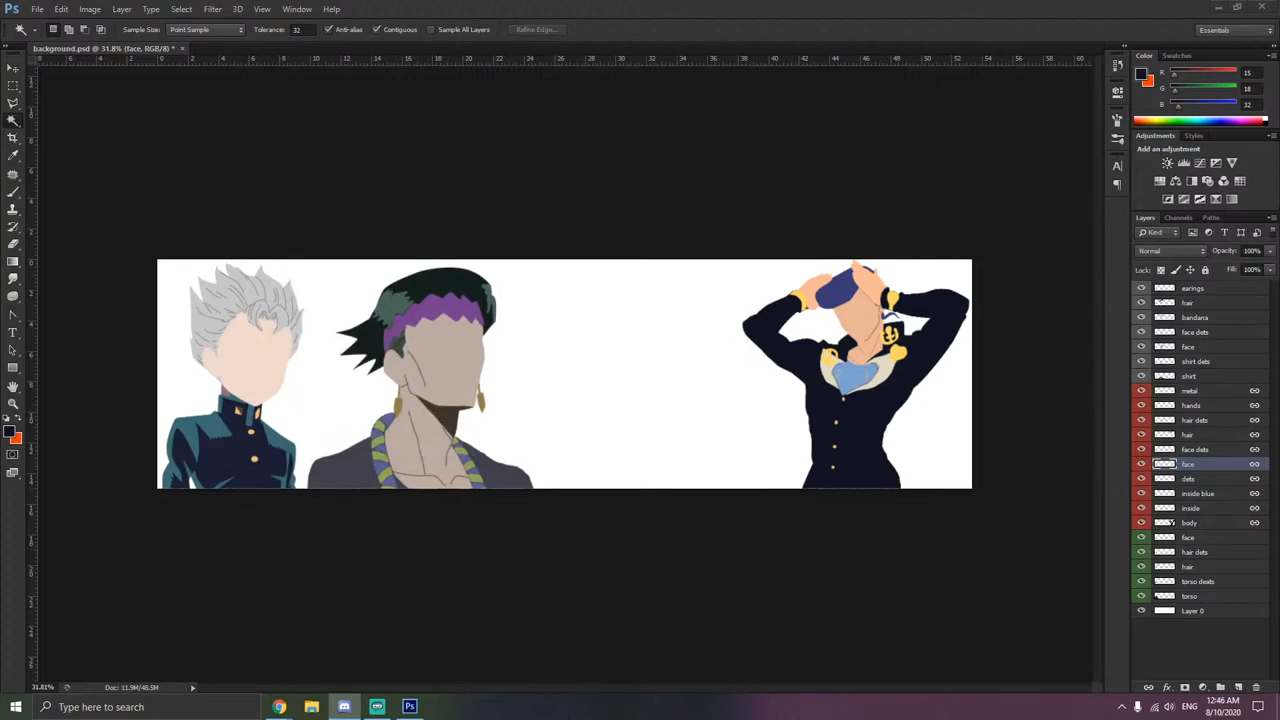 Ps File Edit Image Layer Type Select Filter 3D View Window Help
Sample Size: Point Sample Tolerance: 32 Anti-alias Contiguous Sample All Layers Refine Edge... Essentials
background.psd @ 31.8% (face, RGB/8) * ×
Color Swatches
R 15
G 18
B 32
Adjustments Styles
Add an adjustment
Layers Channels Paths
Kind
Normal Opacity: 100%
Lock: Fill: 100%
earings
hair
bandana
face dets
face
shirt dets
shirt
metal
hands
hair dets
hair
face dets
face
dets
inside blue
inside
body
face
hair dets
hair
torso deats
torso
Layer 0
31.81% Doc: 11.9M/48.5M
Type here to search
ENG
12:46 AM
8/10/2020